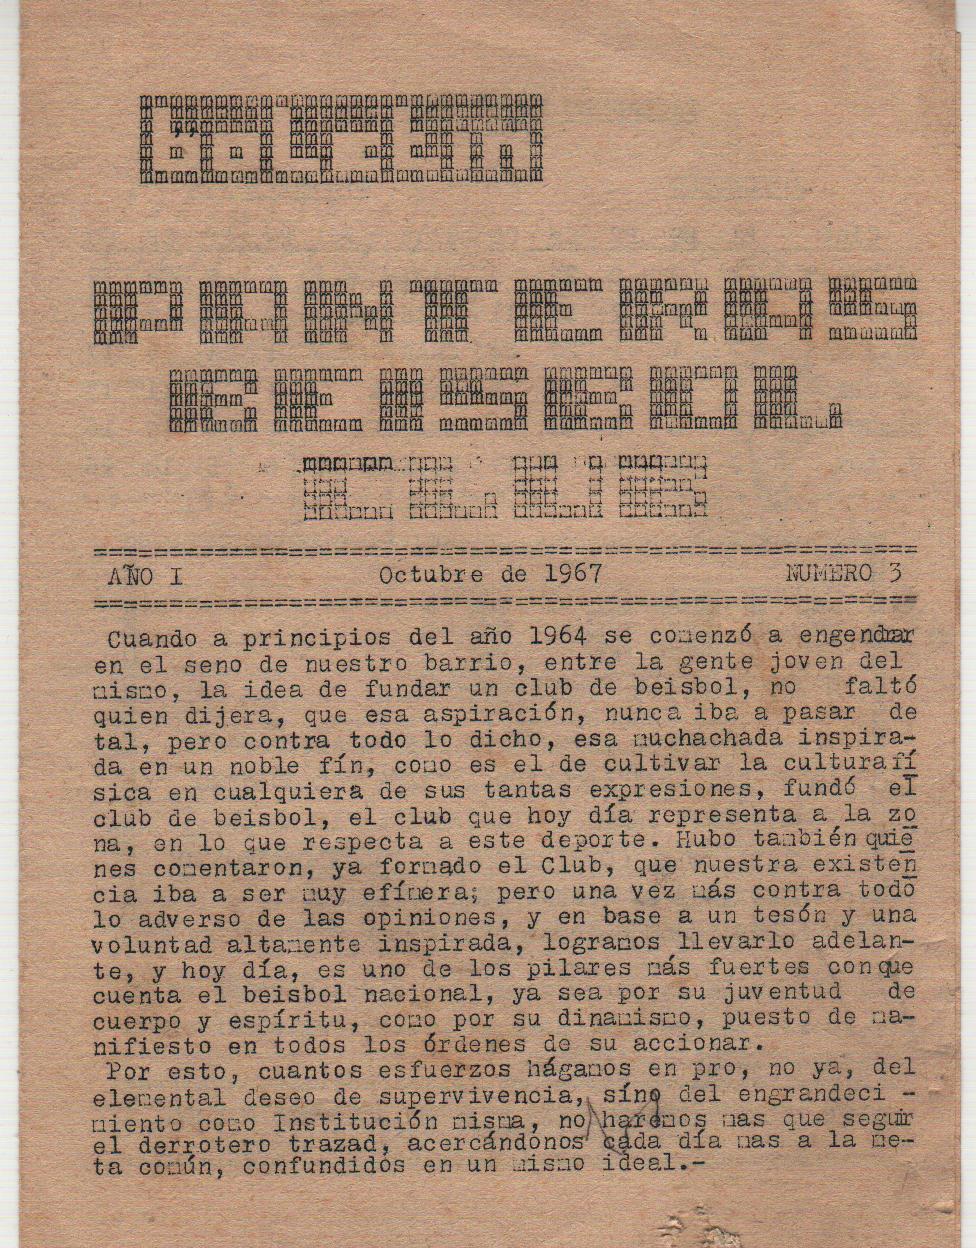 BOLETIN
PANTERAS
BEISBOL
CLUB
AÑO I Octubre de 1967 NUMERO 3
Cuando a principios del año 1964 se comenzó a engendrar
en el seno de nuestro barrio, entre la gente joven del
mismo, la idea de fundar un club de beisbol, no faltó
quien dijera, que esa aspiración, nunca iba a pasar de
tal, pero contra todo lo dicho, esa muchachada inspira-
da en un noble fín, como es el de cultivar la culturafí
sica en cualquiera de sus tantas expresiones, fundó el
club de beisbol, el club que hoy día representa a la zo
na, en lo que respecta a este deporte. Hubo también quie
nes comentaron, ya formado el Club, que nuestra existen
cia iba a ser muy efímera; pero una vez más contra todo
lo adverso de las opiniones, y en base a un tesón y una
voluntad altamente inspirada, logramos llevarlo adelan-
te, y hoy día, es uno de los pilares más fuertes con que
cuenta el beisbol nacional, ya sea por su juventud de
cuerpo y espíritu, como por su dinamismo, puesto de ma-
nifiesto en todos los órdenes de su accionar.
Por esto, cuantos esfuerzos hágamos en pro, no ya, del
elemental deseo de supervivencia, síno del engrandeci -
miento como Institución misma, no haremos mas que seguir
el derrotero trazad, acercándonos cada día mas a la me-
ta común, confundidos en un mismo ideal.-